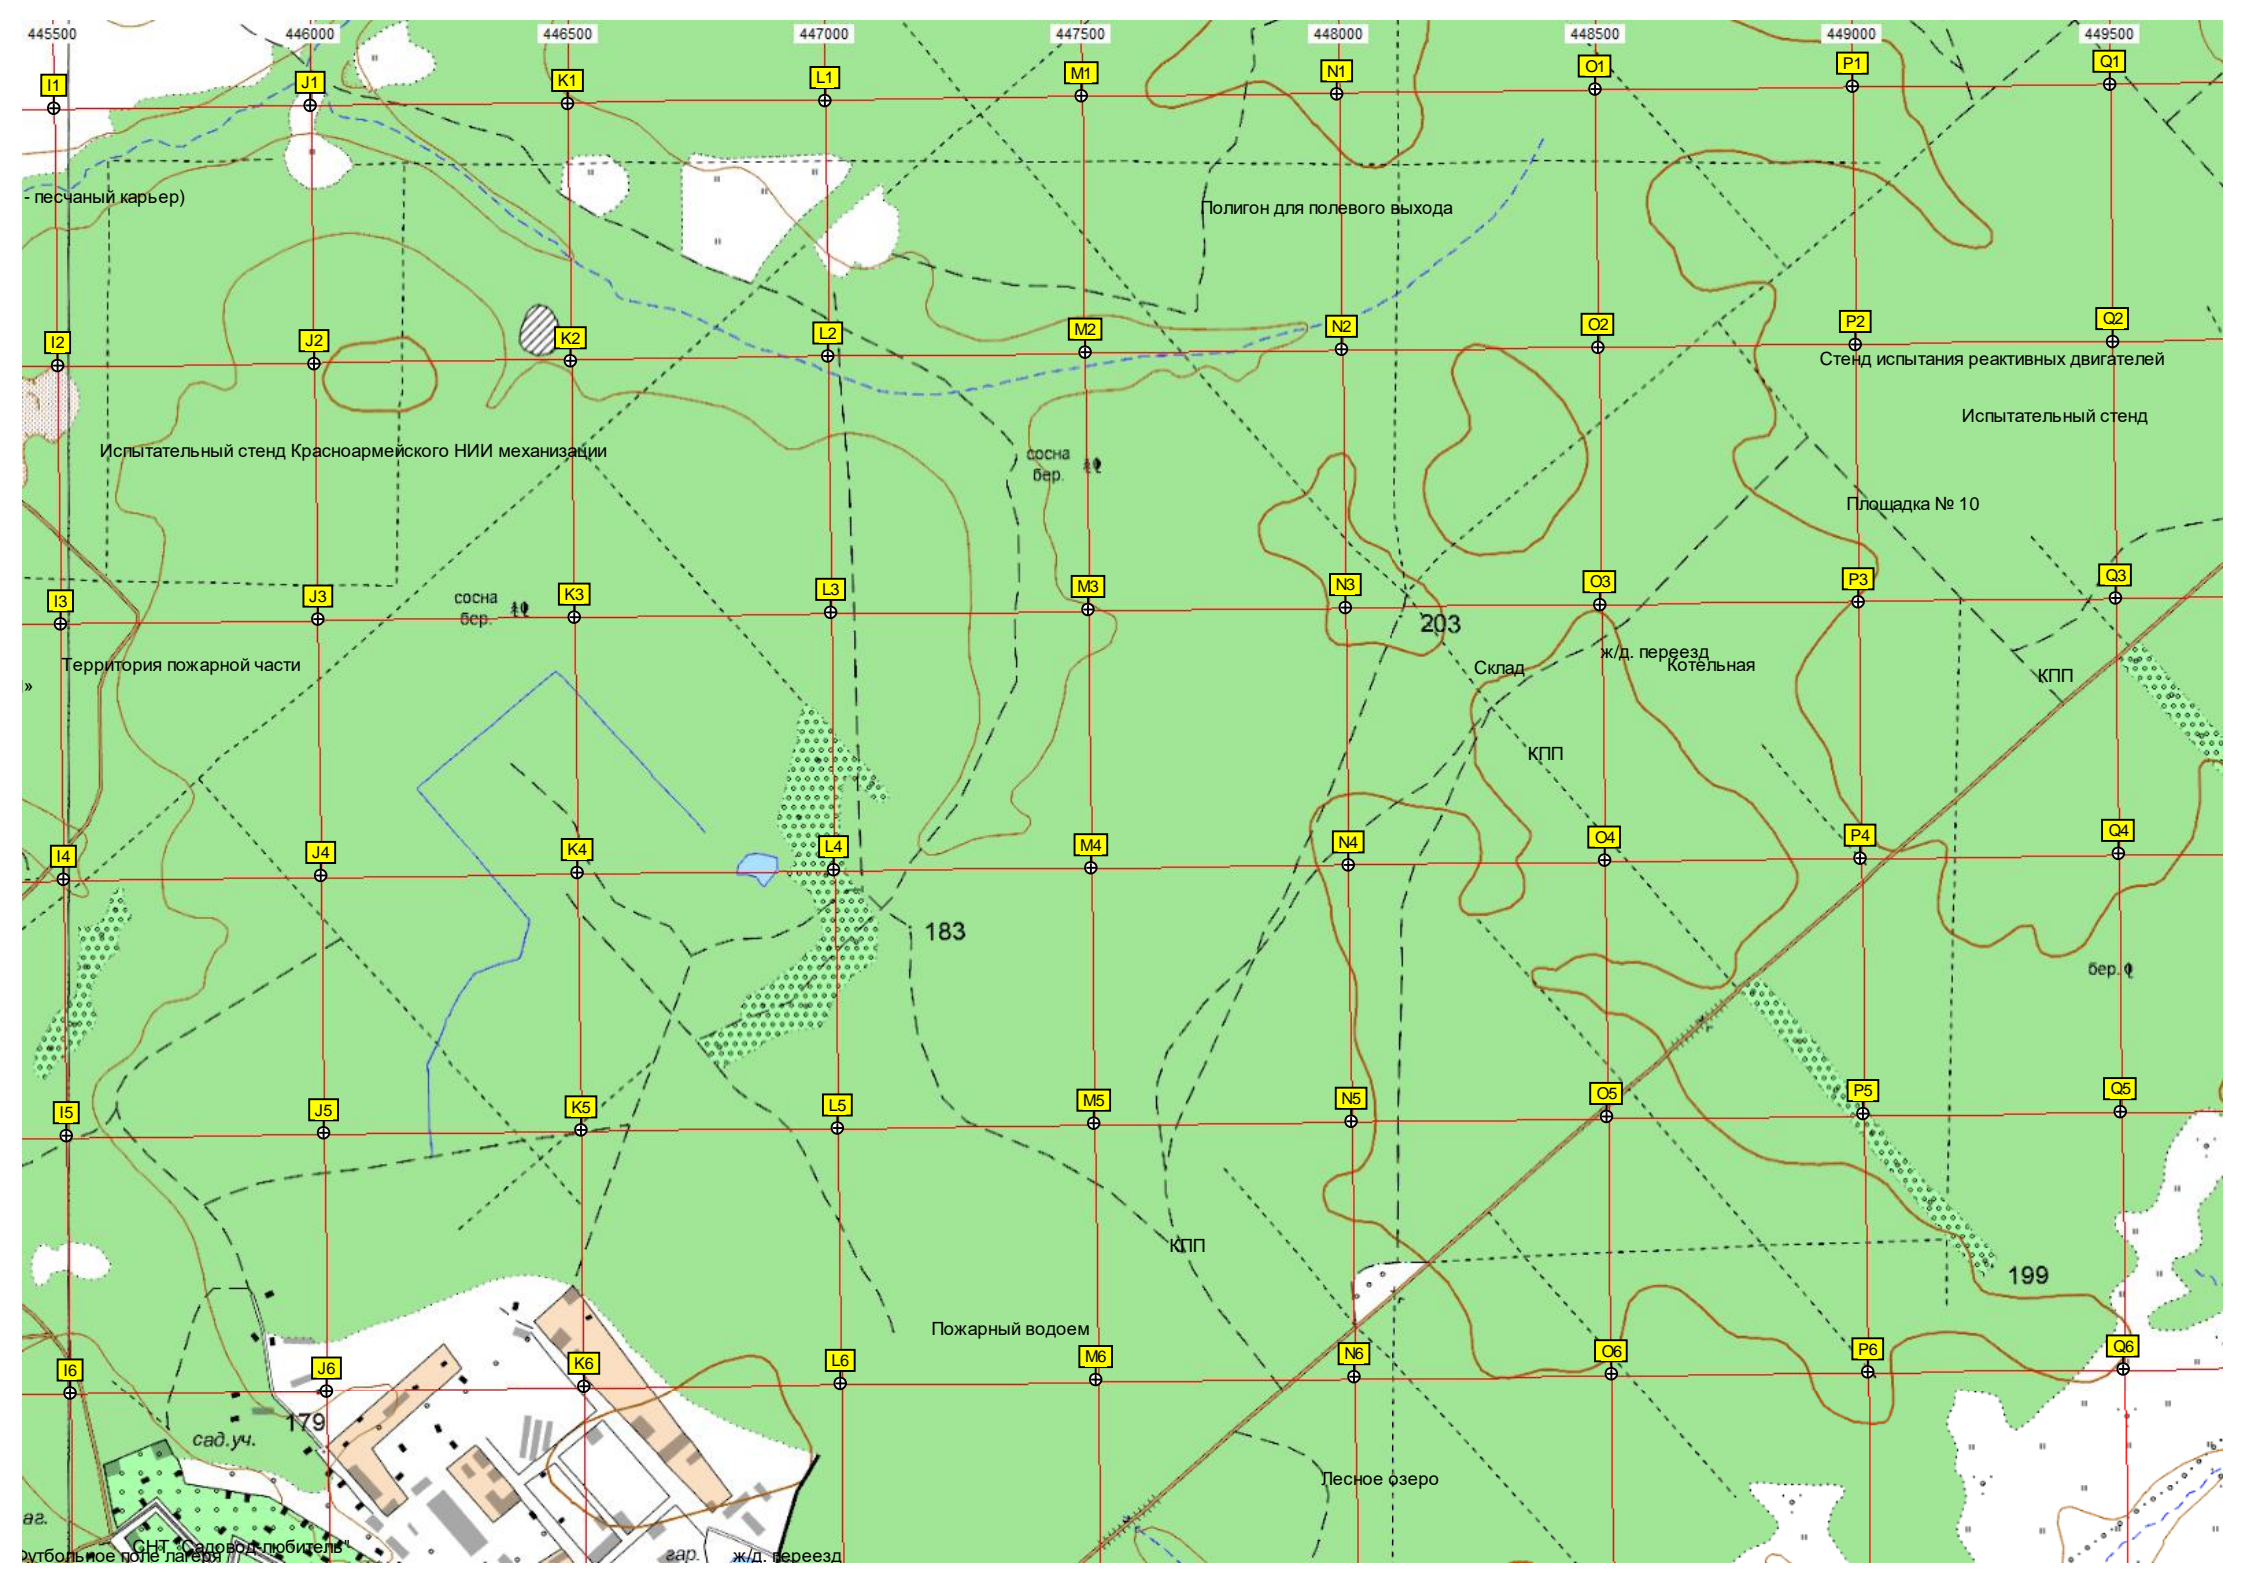 445500 446000 446500 447000 447500 448000 448500 449000 449500
I1 J1 K1 L1 M1 N1 O1 P1 Q1
- песчаный карьер)
Полигон для полевого выхода
I2 J2 K2 L2 M2 N2 O2 P2 Q2
Стенд испытания реактивных двигателей
Испытательный стенд
Испытательный стенд Красноармейского НИИ механизации
сосна
бер.
Площадка № 10
I3 J3 K3 L3 M3 N3 O3 P3 Q3
сосна
бер.
203
ж/д. переезд
Территория пожарной части
Склад
Котельная
КПП
»
КПП
I4 J4 K4 L4 M4 N4 O4 P4 Q4
183
бер.
I5 J5 K5 L5 M5 N5 O5 P5 Q5
КПП
199
Пожарный водоем
I6 J6 K6 L6 M6 N6 O6 P6 Q6
179
сад.уч.
Лесное озеро
аг.
СНТ "Садовод-любитель"
футбольное поле лагеря
гар.
ж/д. переезд